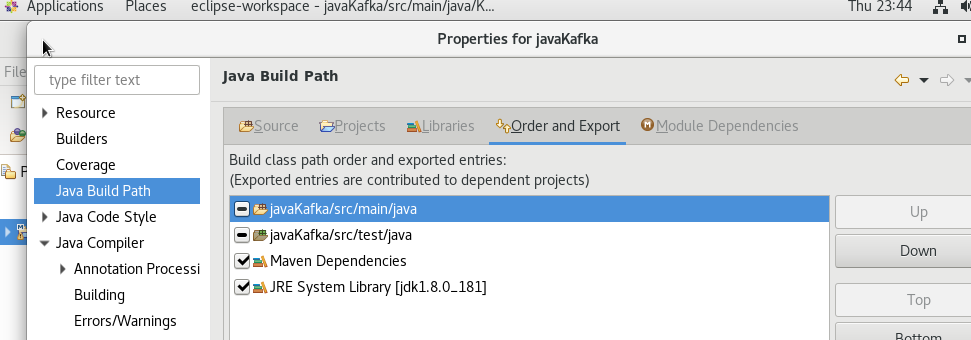 Applications Places eclipse-workspace - javaKafka/src/main/java/K... Thu 23:44
Properties for javaKafka
File
type filter text
Java Build Path
Resource
Builders
Coverage
Java Build Path
Java Code Style
Java Compiler
Annotation Processi
Building
Errors/Warnings
Source Projects Libraries Order and Export Module Dependencies
Build class path order and exported entries:
(Exported entries are contributed to dependent projects)
javaKafka/src/main/java
javaKafka/src/test/java
Maven Dependencies
JRE System Library [jdk1.8.0_181]
Up
Down
Top
Bottom